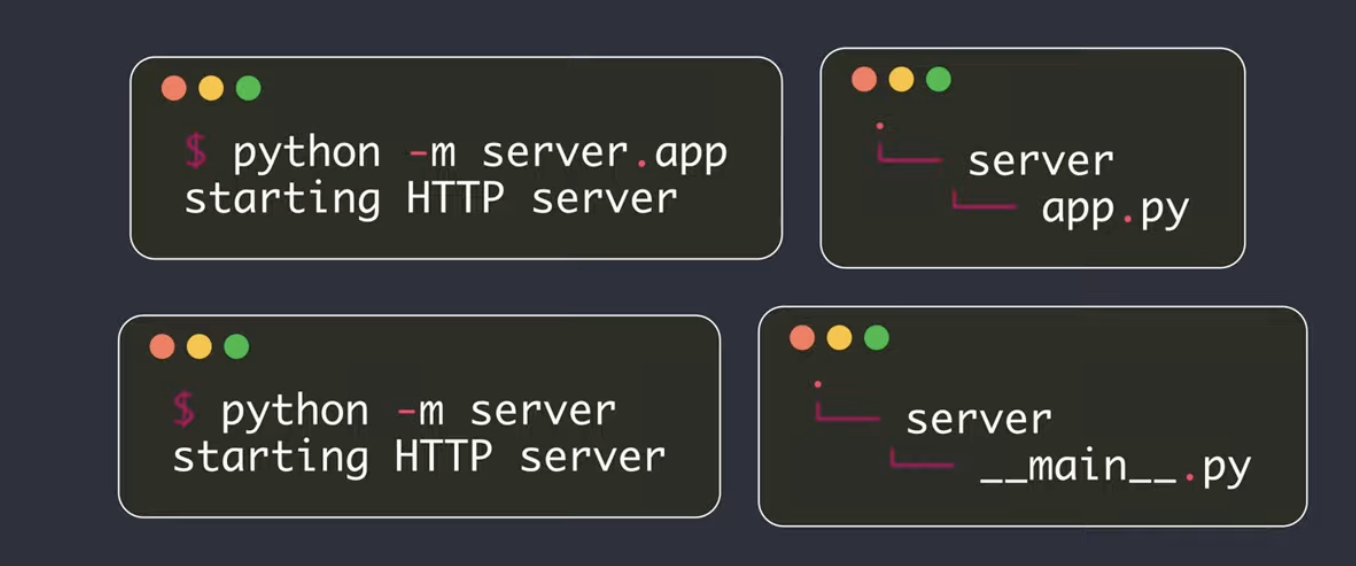 $ python -m server.app
starting HTTP server
.
└── server
└── app.py
$ python -m server
starting HTTP server
.
└── server
└── __main__.py